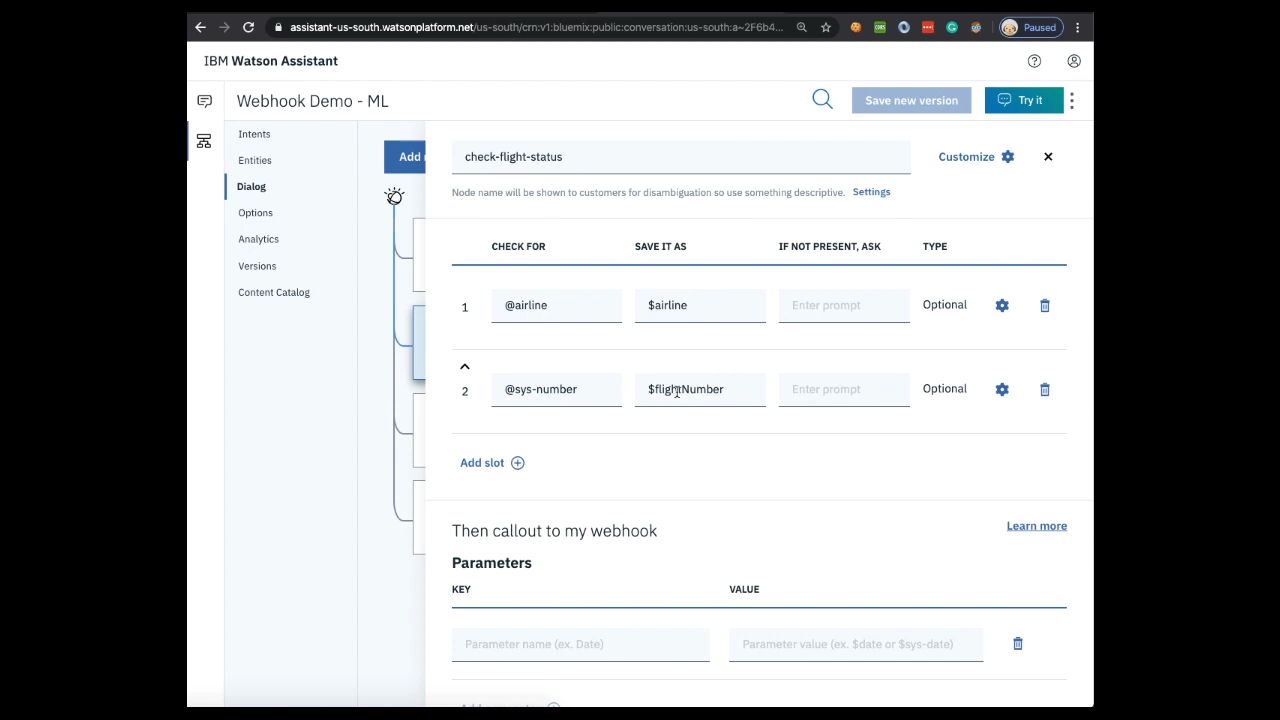 assistant-us-south.watsonplatform.net/us-south/crn:v1:bluemix:public:conversation:us-south:a~2F6b4...
Paused
IBM Watson Assistant
Webhook Demo - ML
Save new version
Try it
Intents
Entities
Dialog
Options
Analytics
Versions
Content Catalog
Add
check-flight-status
Customize
Node name will be shown to customers for disambiguation so use something descriptive. Settings
CHECK FOR SAVE IT AS IF NOT PRESENT, ASK TYPE
1 @airline $airline Enter prompt Optional
2 @sys-number $flightNumber Enter prompt Optional
Add slot
Then callout to my webhook
Learn more
Parameters
KEY VALUE
Parameter name (ex. Date) Parameter value (ex. $date or $sys-date)